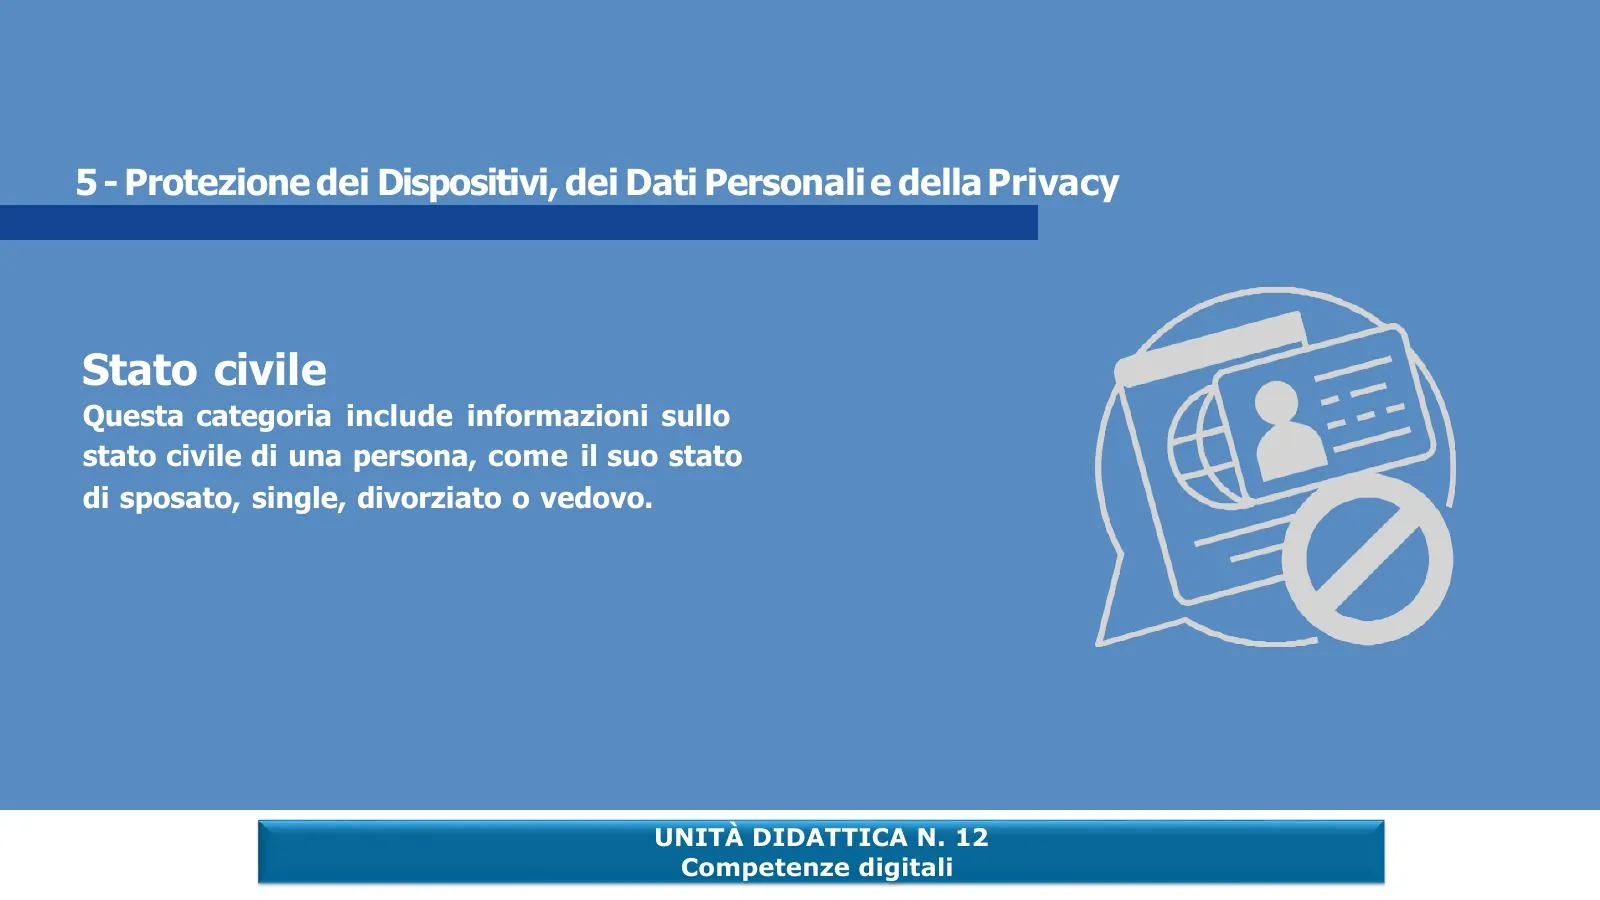 5 - Protezione dei Dispositivi, dei Dati Personali e della Privacy
Stato civile
Questa categoria include informazioni sullo
stato civile di una persona, come il suo stato
di sposato, single, divorziato o vedovo.
UNITÀ DIDATTICA N. 12
Competenze digitali